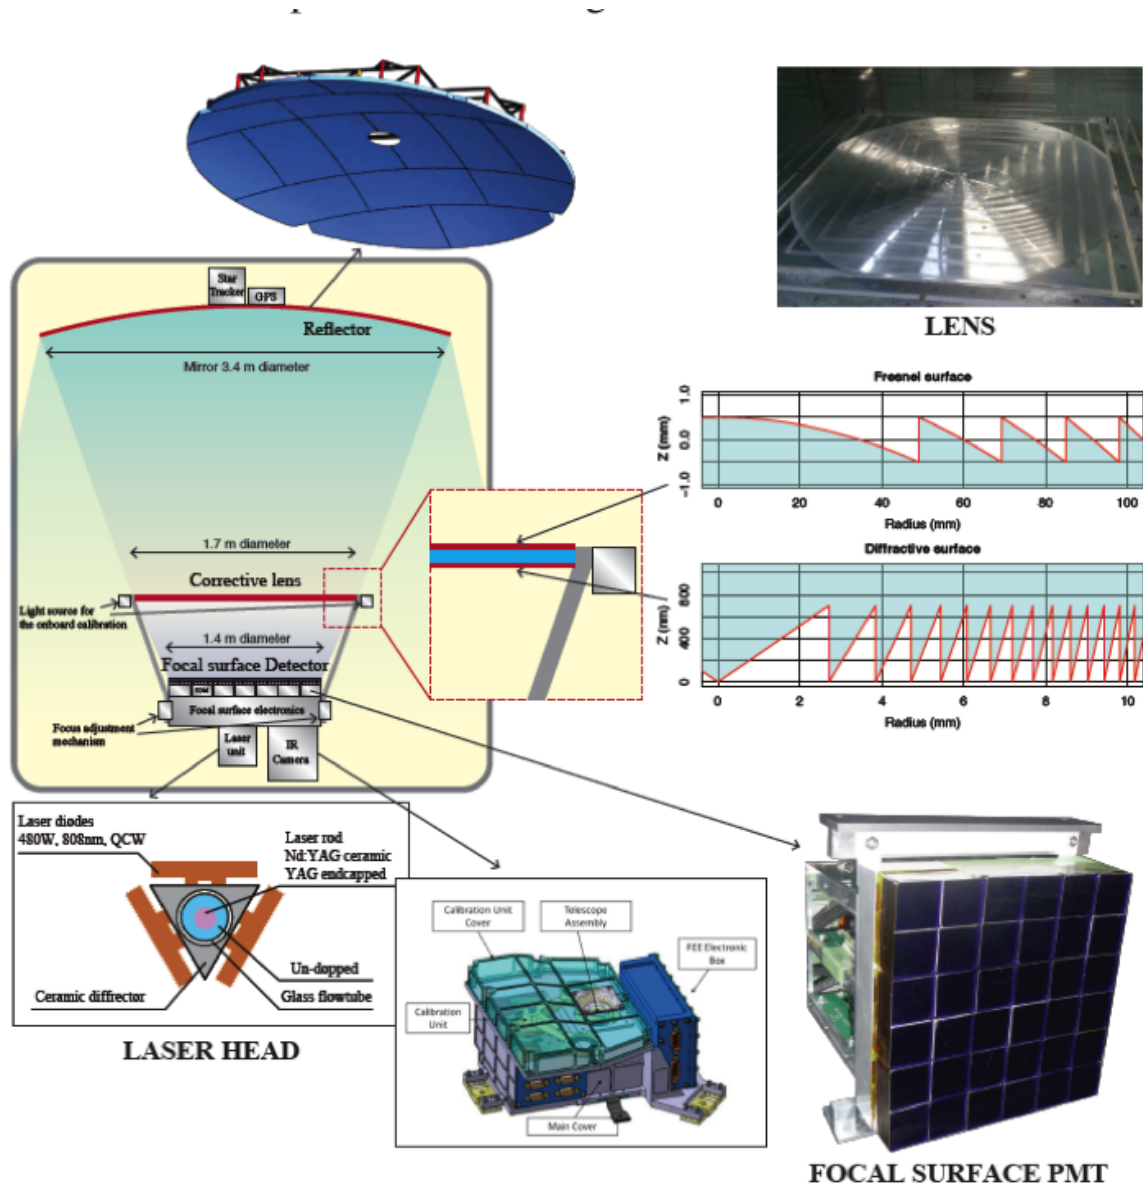 Star
Tracker
GPS
Reflector
Mirror 3.4 m diameter
1.7 m diameter
Corrective lens
Light source for
the onboard calibration
1.4 m diameter
Focal surface Detector
Focal surface electronics
Focus adjustment
mechanism
Laser
unit
IR
Camera
LENS
Fresnel surface
Z (mm)
1.0
0.0
-1.0
0 20 40 60 80 100
Radius (mm)
Diffractive surface
Z (nm)
800
400
0
0 2 4 6 8 10
Radius (mm)
Laser diodes
480W, 808nm, QCW
Laser rod
Nd:YAG ceramic
YAG endcapped
Un-dopped
Ceramic diffrector
Glass flowtube
LASER HEAD
Calibration Unit
Cover
Telescope
Assembly
FEE Electronic
Box
Calibration
Unit
Main Cover
FOCAL SURFACE PMT